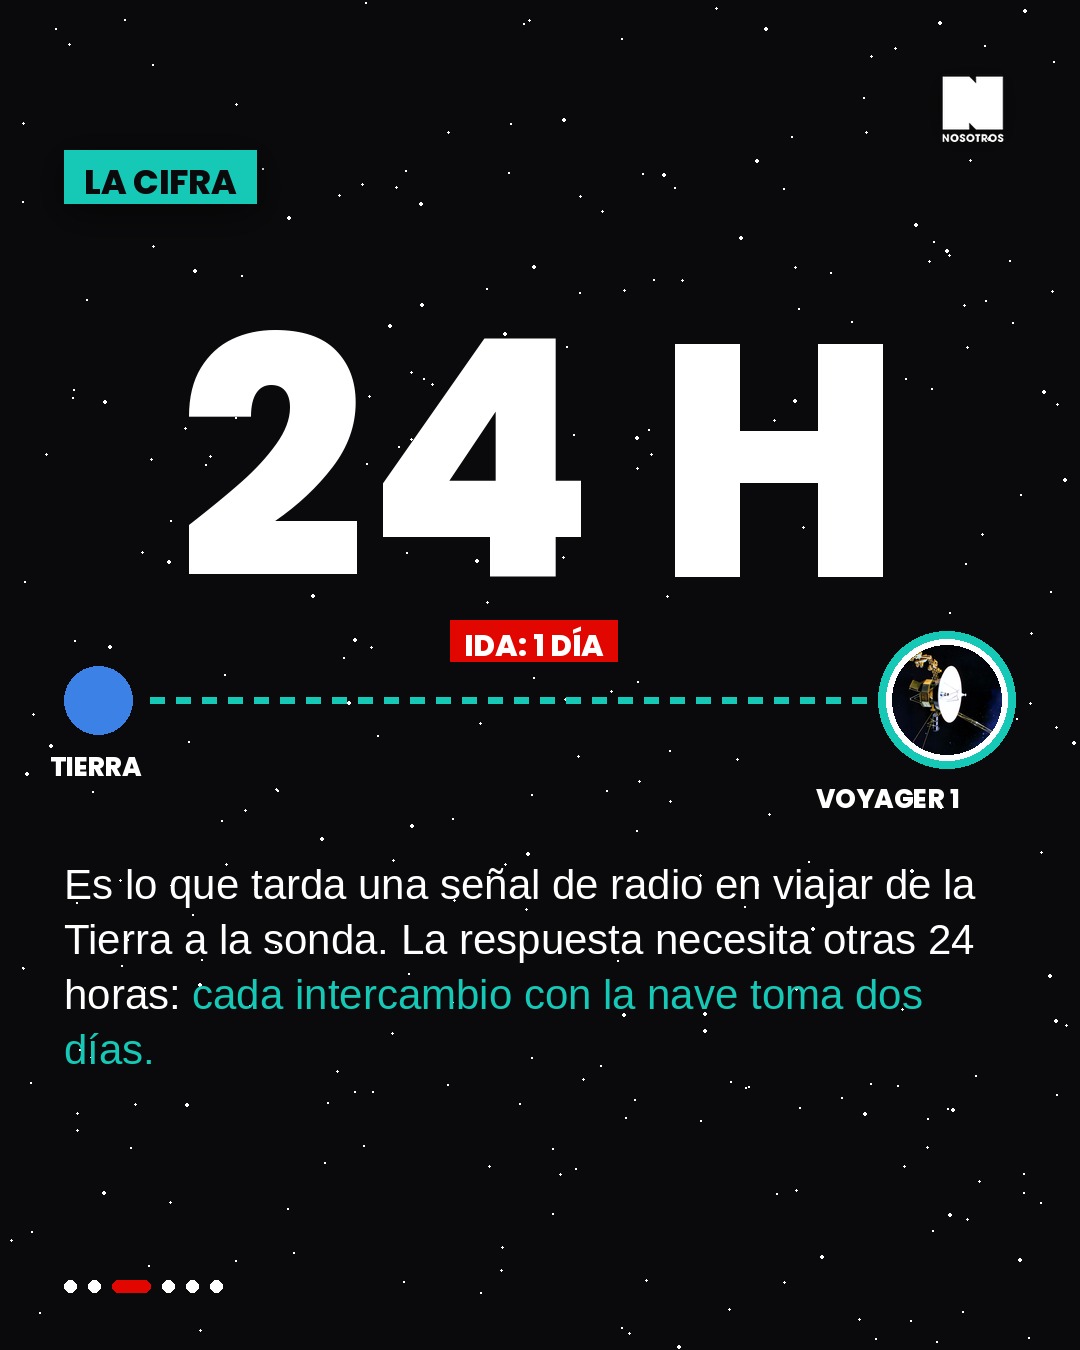 NOSOTROS
LA CIFRA
24 H
IDA: 1 DÍA
TIERRA
VOYAGER 1
Es lo que tarda una señal de radio en viajar de la
Tierra a la sonda. La respuesta necesita otras 24
horas: cada intercambio con la nave toma dos
días.